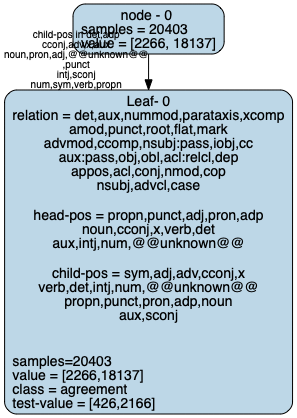 node - 0
samples = 20403
value = [2266, 18137]
child-pos in det,adp
cconj,adv,aux
noun,pron,adj,@@unknown@@
,punct
intj,sconj
num,sym,verb,propn
Leaf- 0
relation = det,aux,nummod,parataxis,xcomp
amod,punct,root,flat,mark
advmod,ccomp,nsubj:pass,iobj,cc
aux:pass,obj,obl,acl:relcl,dep
appos,acl,conj,nmod,cop
nsubj,advcl,case
head-pos = propn,punct,adj,pron,adp
noun,cconj,x,verb,det
aux,intj,num,@@unknown@@
child-pos = sym,adj,adv,cconj,x
verb,det,intj,num,@@unknown@@
propn,punct,pron,adp,noun
aux,sconj
samples=20403
value = [2266,18137]
class = agreement
test-value = [426,2166]